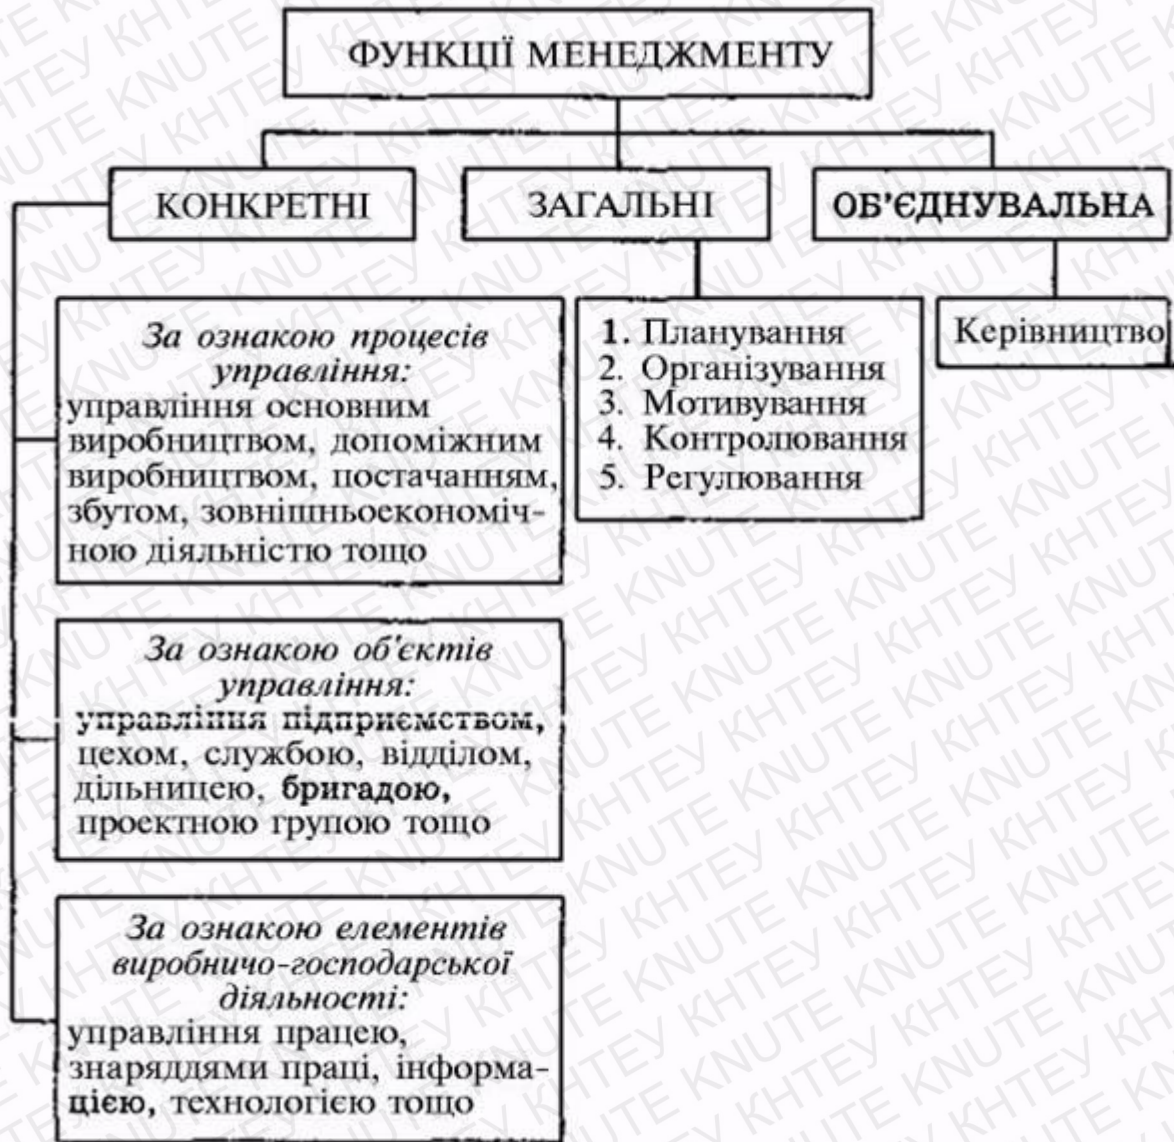 ФУНКЦІЇ МЕНЕДЖМЕНТУ
КОНКРЕТНІ
ЗАГАЛЬНІ
ОБ’ЄДНУВАЛЬНА
За ознакою процесів
управління:
управління основним
виробництвом, допоміжним
виробництвом, постачанням,
збутом, зовнішньоекономіч-
ною діяльністю тощо
За ознакою об'єктів
управління:
управління підприємством,
цехом, службою, відділом,
дільницею, бригадою,
проектною групою тощо
За ознакою елементів
виробничо-господарської
діяльності:
управління працею,
знаряддями праці, інформа-
цією, технологією тощо
1. Планування
2. Організування
3. Мотивування
4. Контролювання
5. Регулювання
Керівництво
KNUTE КНТЕУ